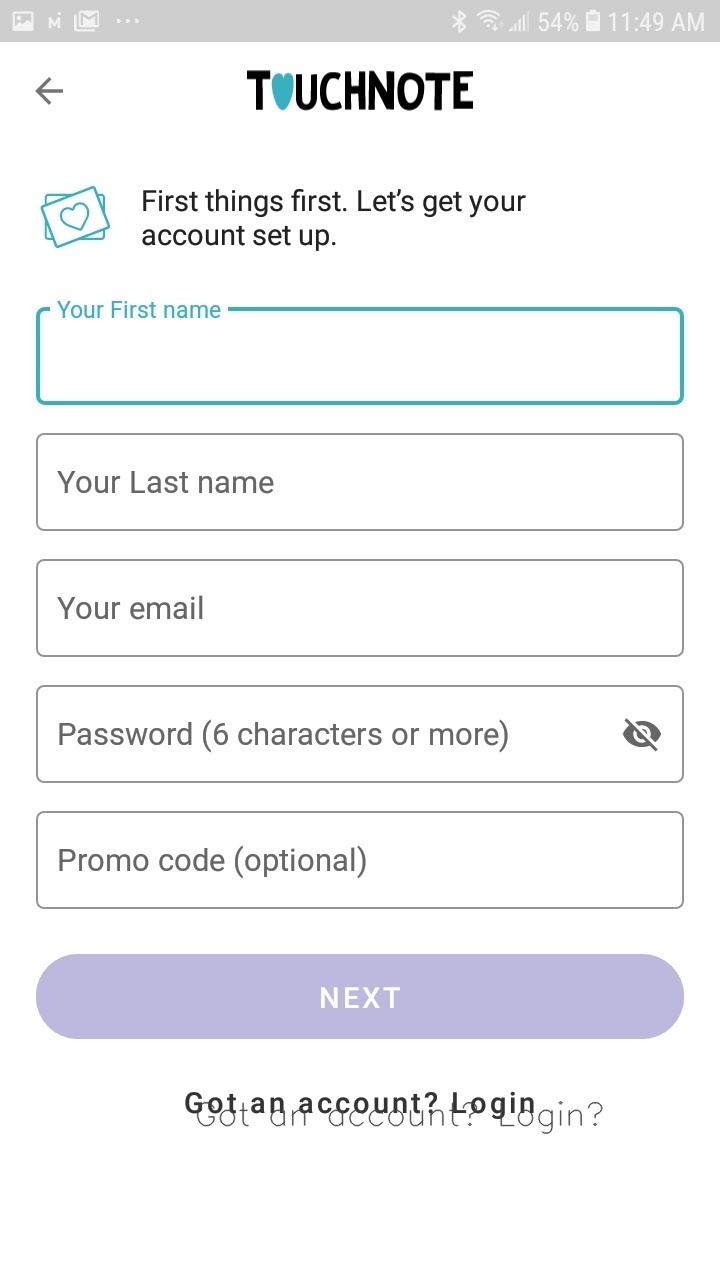 54% 11:49 AM
TOUCHNOTE
First things first. Let's get your
account set up.
Your First name
Your Last name
Your email
Password (6 characters or more)
Promo code (optional)
NEXT
Got an account? Login
Got an account? Login?